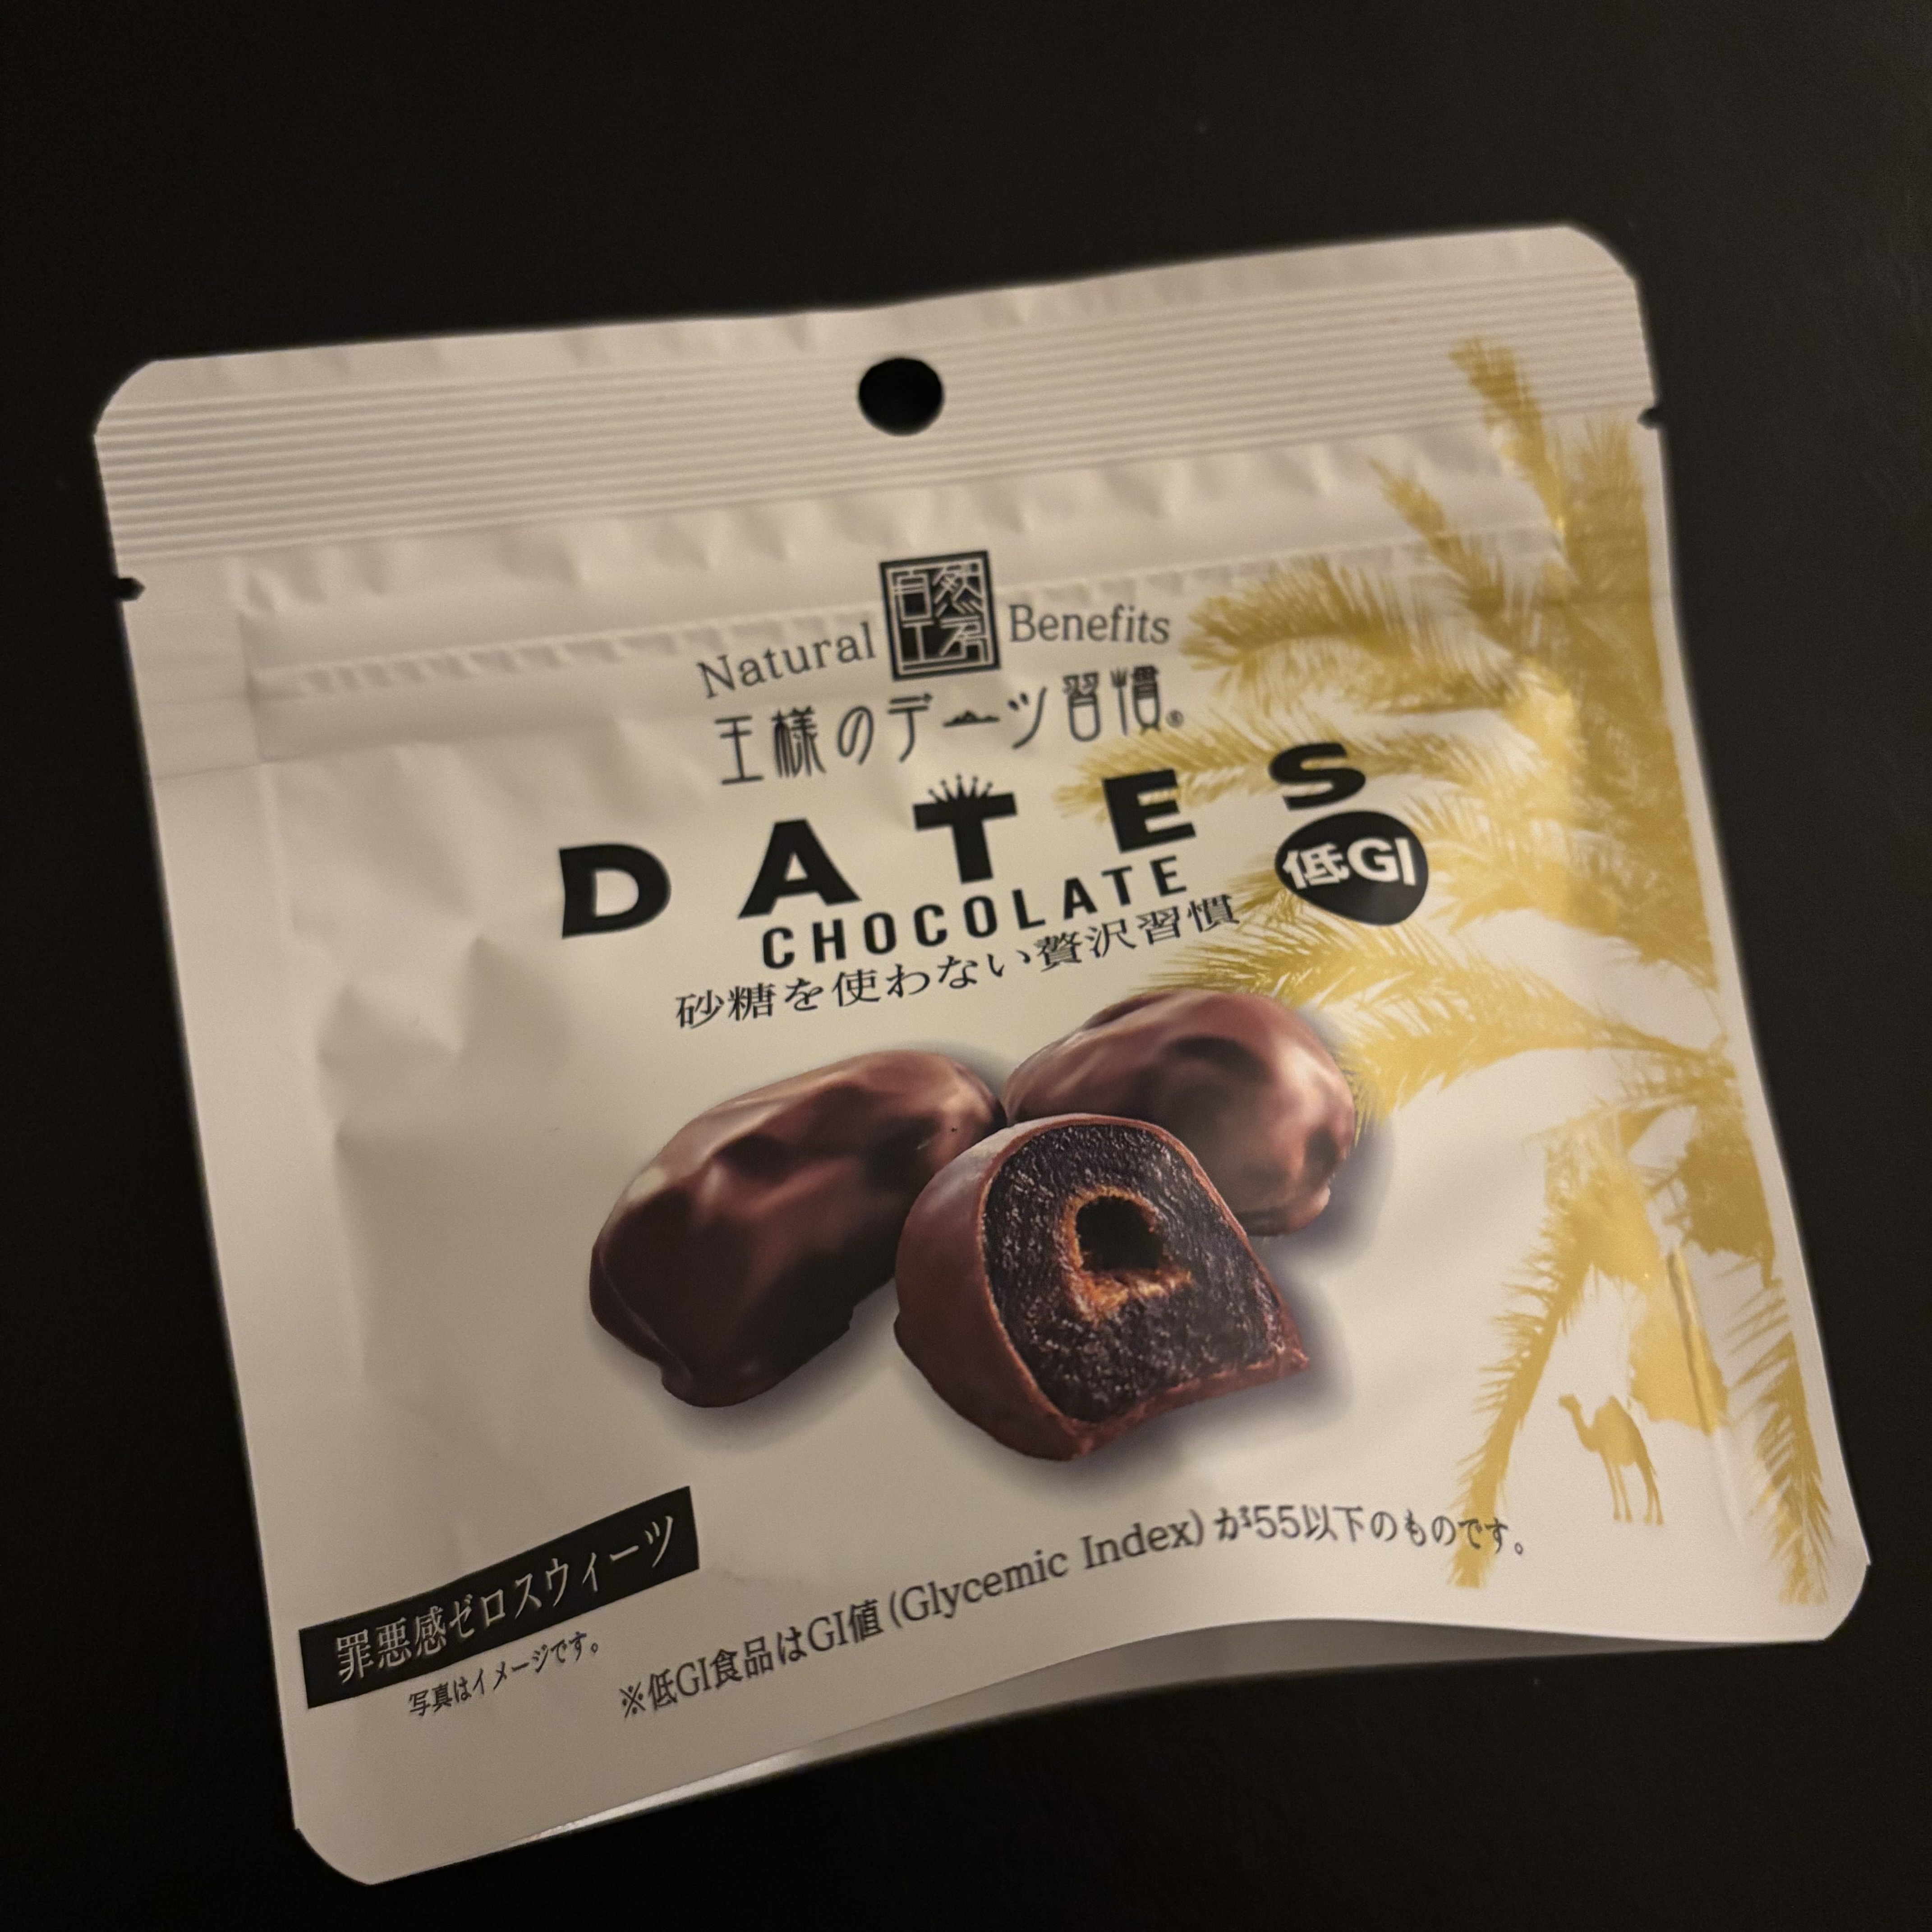 Natural 自然工房 Benefits
王様のデーツ習慣®
DATES
CHOCOLATE
低GI
砂糖を使わない贅沢習慣
罪悪感ゼロスウィーツ
写真はイメージです。
※低GI食品はGI値(Glycemic Index)が55以下のものです。